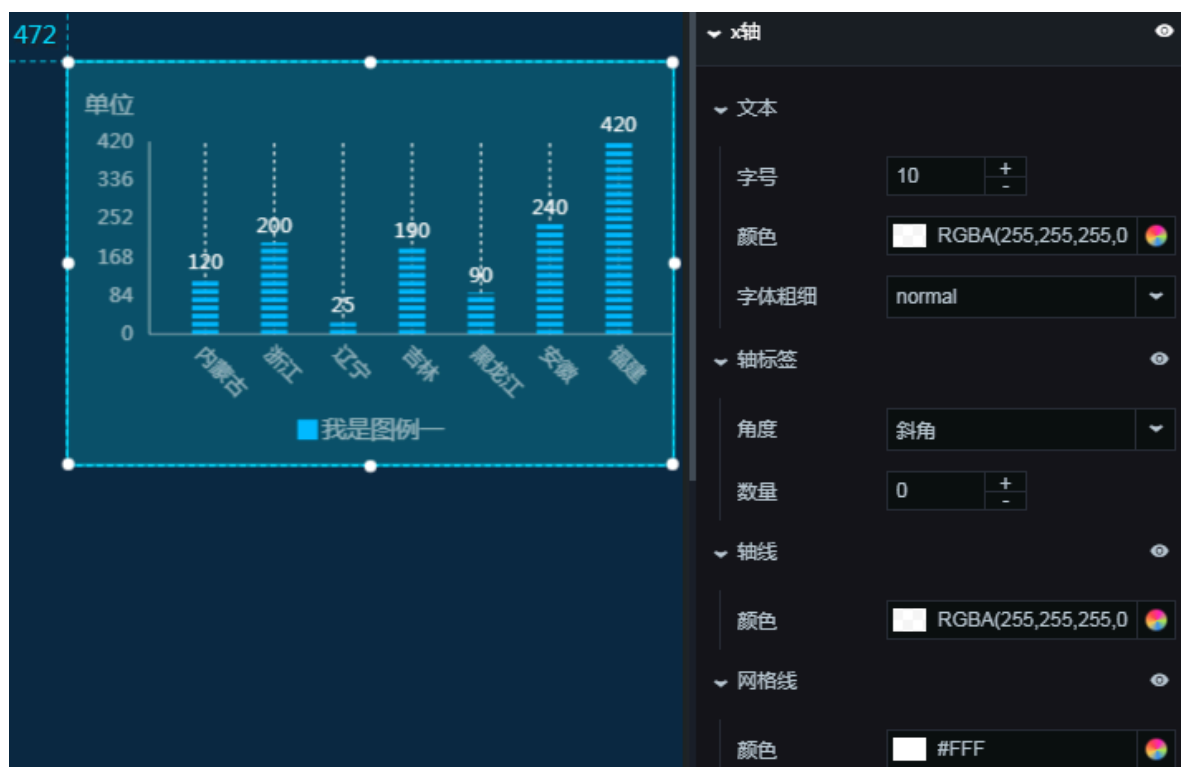 472
单位
420
336
252
168
84
0
120
200
25
190
90
240
420
内蒙古
浙江
辽宁
吉林
黑龙江
安徽
福建
我是图例一
x轴
文本
字号
10
+
-
颜色
RGBA(255,255,255,0
字体粗细
normal
轴标签
角度
斜角
数量
0
+
-
轴线
颜色
RGBA(255,255,255,0
网格线
颜色
#FFF